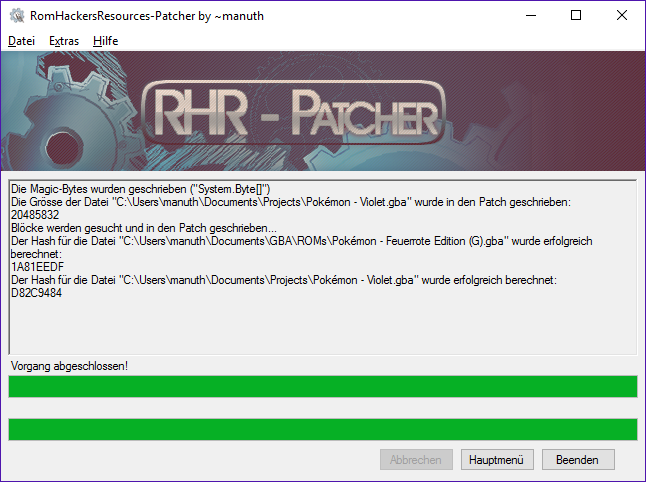 RomHackersResources-Patcher by ~manuth
Datei Extras Hilfe
RHR - PATCHER
Die Magic-Bytes wurden geschrieben ("System.Byte[]")
Die Grösse der Datei "C:\Users\manuth\Documents\Projects\Pokémon - Violet.gba" wurde in den Patch geschrieben:
20485832
Blöcke werden gesucht und in den Patch geschrieben...
Der Hash für die Datei "C:\Users\manuth\Documents\GBA\ROMs\Pokémon - Feuerrote Edition (G).gba" wurde erfolgreich
berechnet:
1A81EEDF
Der Hash für die Datei "C:\Users\manuth\Documents\Projects\Pokémon - Violet.gba" wurde erfolgreich berechnet:
D82C9484
Vorgang abgeschlossen!
Abbrechen Hauptmenü Beenden